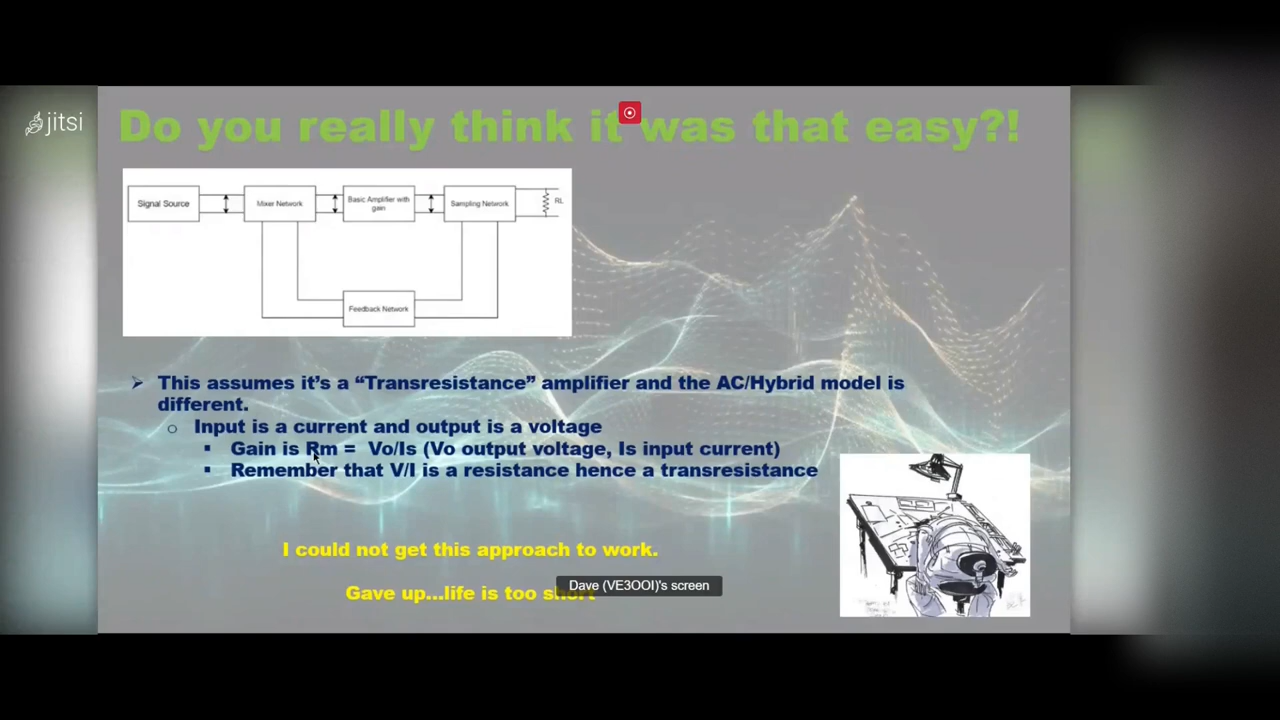 jitsi
Do you really think it was that easy?!
Signal Source
Mixer Network
Basic Amplifier with
gain
Sampling Network
RL
Feedback Network
This assumes it's a “Transresistance” amplifier and the AC/Hybrid model is
different.
Input is a current and output is a voltage
Gain is Rm = Vo/Is (Vo output voltage, Is input current)
Remember that V/I is a resistance hence a transresistance
I could not get this approach to work.
Gave up...life is too short
Dave (VE3OOI)'s screen